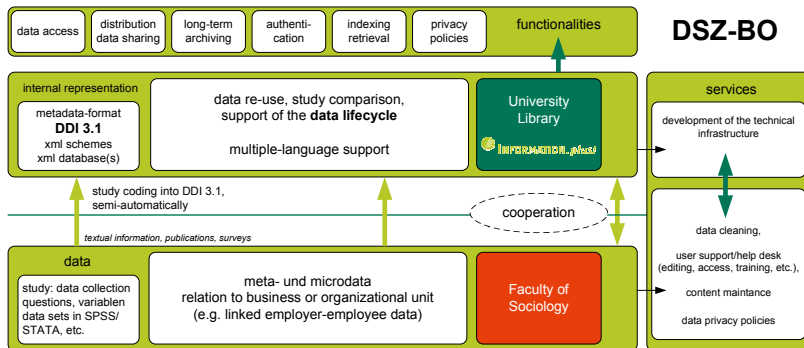 data access
distribution
data sharing
long-term
archiving
authenti-
cation
indexing
retrieval
privacy
policies
functionalities
DSZ-BO
internal representation
metadata-format
DDI 3.1
xml schemes
xml database(s)
data re-use, study comparison,
support of the data lifecycle
multiple-language support
University
Library
INFORMATION.plus!
services
development of the technical
infrastructure
study coding into DDI 3.1,
semi-automatically
cooperation
textual information, publications, surveys
data
study: data collection
questions, variablen
data sets in SPSS/
STATA, etc.
meta- und microdata
relation to business or organizational unit
(e.g. linked employer-employee data)
Faculty of
Sociology
data cleaning,
user support/help desk
(editing, access, training, etc.),
content maintance
data privacy policies